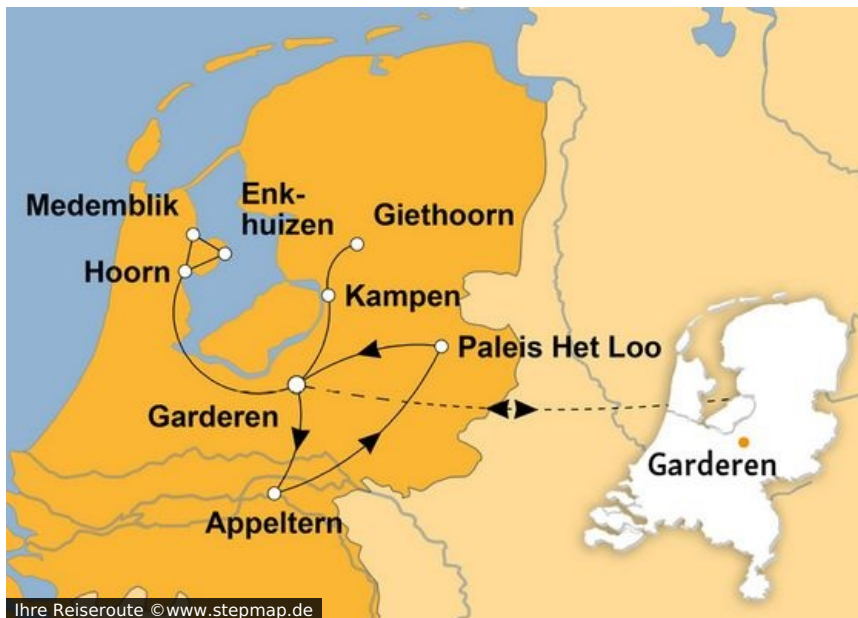 Medemblik
Enk-
huizen
Giethoorn
Hoorn
Kampen
Paleis Het Loo
Garderen
Garderen
Appeltern
Ihre Reiseroute ©www.stepmap.de